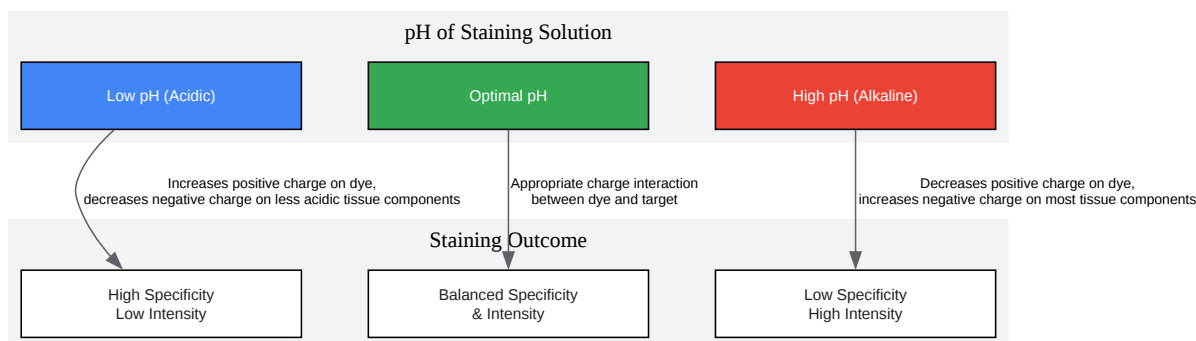 pH of Staining Solution
Low pH (Acidic)
Optimal pH
High pH (Alkaline)
Increases positive charge on dye,
decreases negative charge on less acidic tissue components
Appropriate charge interaction
between dye and target
Decreases positive charge on dye,
increases negative charge on most tissue components
Staining Outcome
High Specificity
Low Intensity
Balanced Specificity
& Intensity
Low Specificity
High Intensity